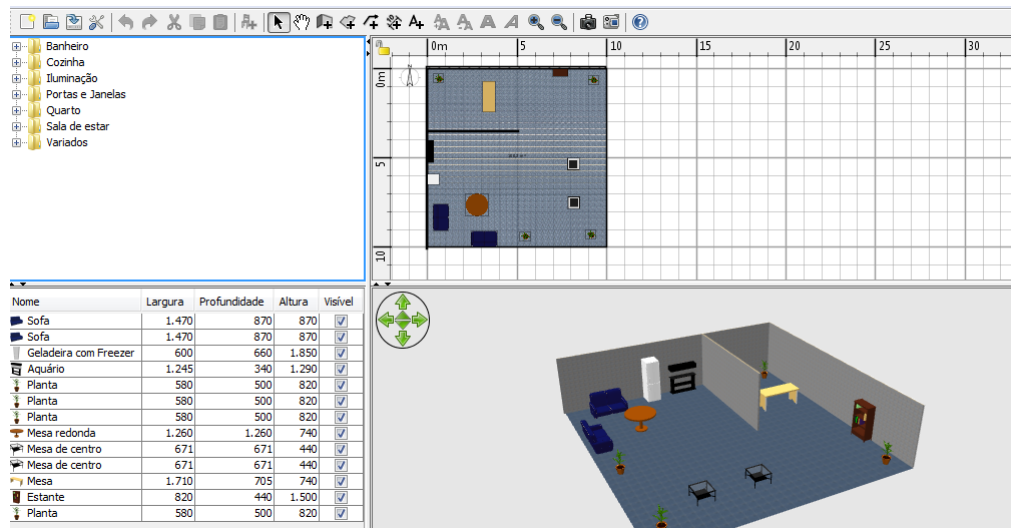 Banheiro
Cozinha
Iluminação
Portas e Janelas
Quarto
Sala de estar
Variados
0m 5 10 15 20 25 30
0m
5
10
Nome Largura Profundidade Altura Visível
Sofa 1.470 870 870
Sofa 1.470 870 870
Geladeira com Freezer 600 660 1.850
Aquário 1.245 340 1.290
Planta 580 500 820
Planta 580 500 820
Planta 580 500 820
Mesa redonda 1.260 1.260 740
Mesa de centro 671 671 440
Mesa de centro 671 671 440
Mesa 1.710 705 740
Estante 820 440 1.500
Planta 580 500 820